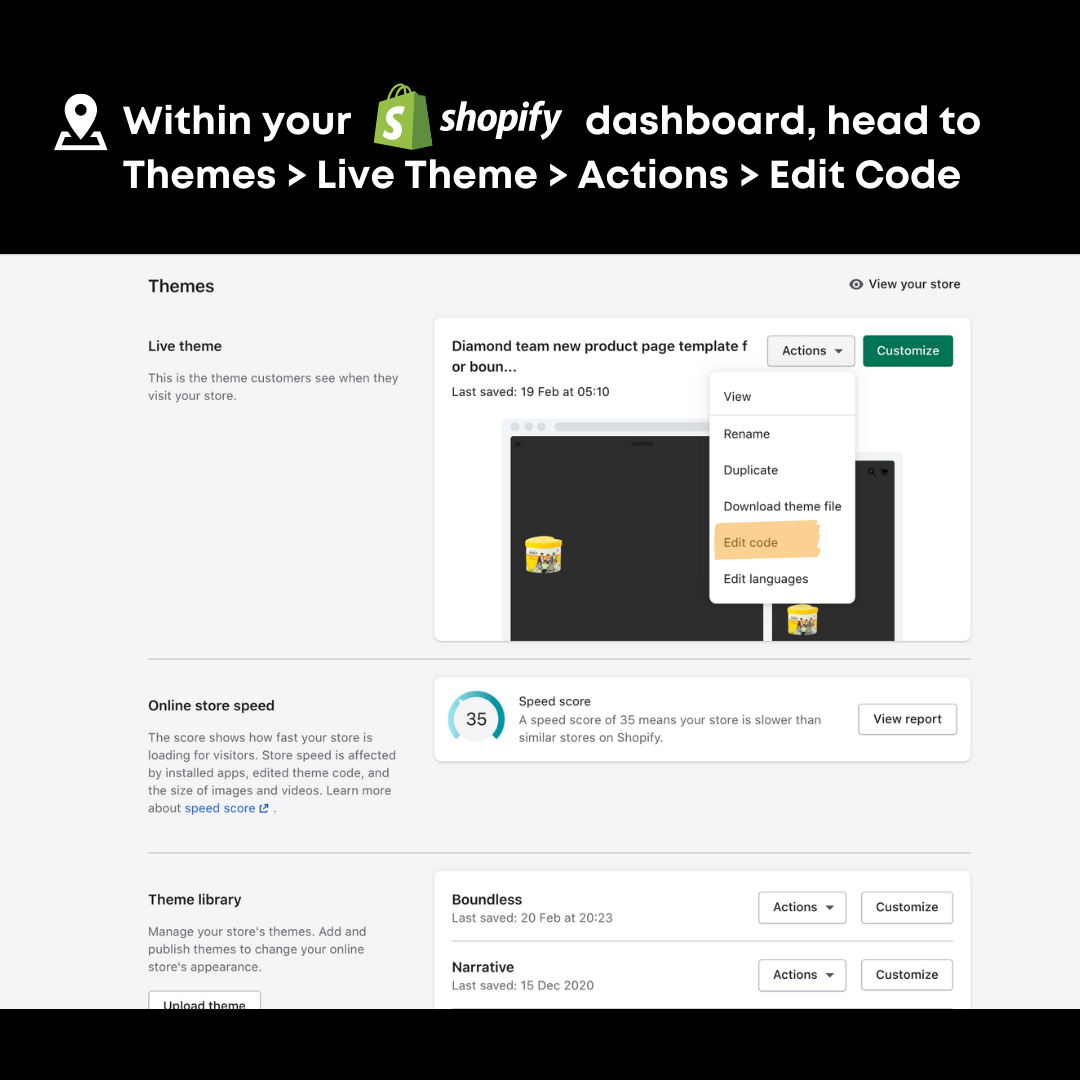 Within your shopify dashboard, head to
Themes > Live Theme > Actions > Edit Code
Themes
View your store
Live theme
This is the theme customers see when they
visit your store.
Diamond team new product page template f
or boun...
Last saved: 19 Feb at 05:10
Actions
Customize
View
Rename
Duplicate
Download theme file
Edit code
Edit languages
Online store speed
The score shows how fast your store is
loading for visitors. Store speed is affected
by installed apps, edited theme code, and
the size of images and videos. Learn more
about speed score .
35
Speed score
A speed score of 35 means your store is slower than
similar stores on Shopify.
View report
Theme library
Manage your store's themes. Add and
publish themes to change your online
store's appearance.
Upload theme
Boundless
Last saved: 20 Feb at 20:23
Actions
Customize
Narrative
Last saved: 15 Dec 2020
Actions
Customize